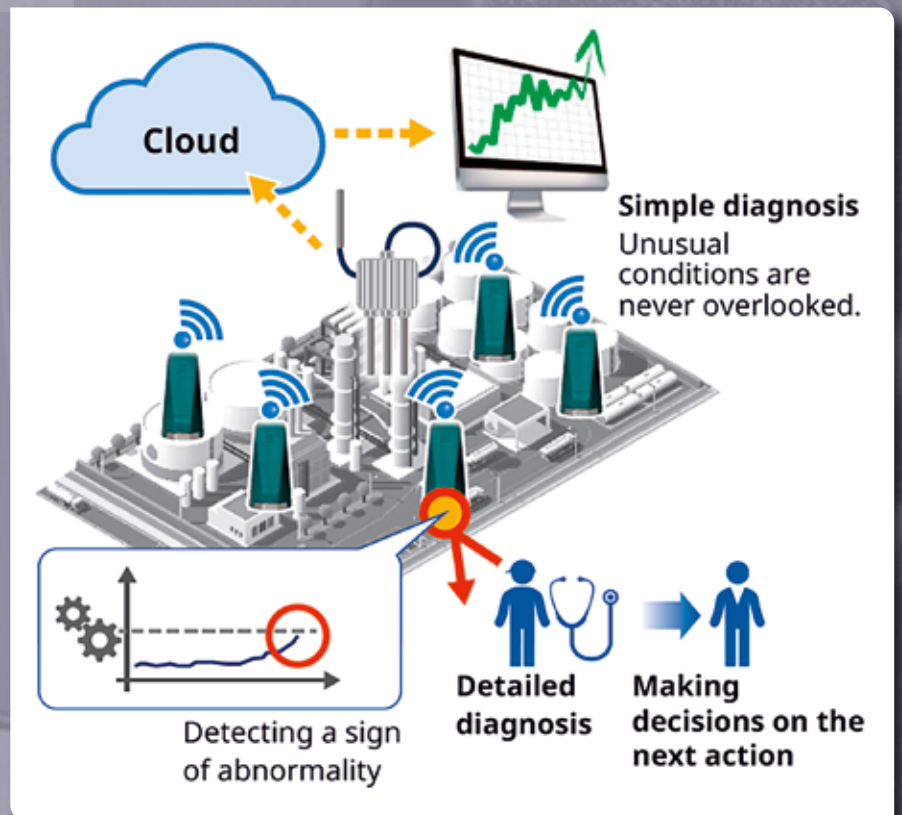 Cloud
Simple diagnosis
Unusual
conditions are
never overlooked.
Detecting a sign
of abnormality
Detailed
diagnosis
Making
decisions on the
next action